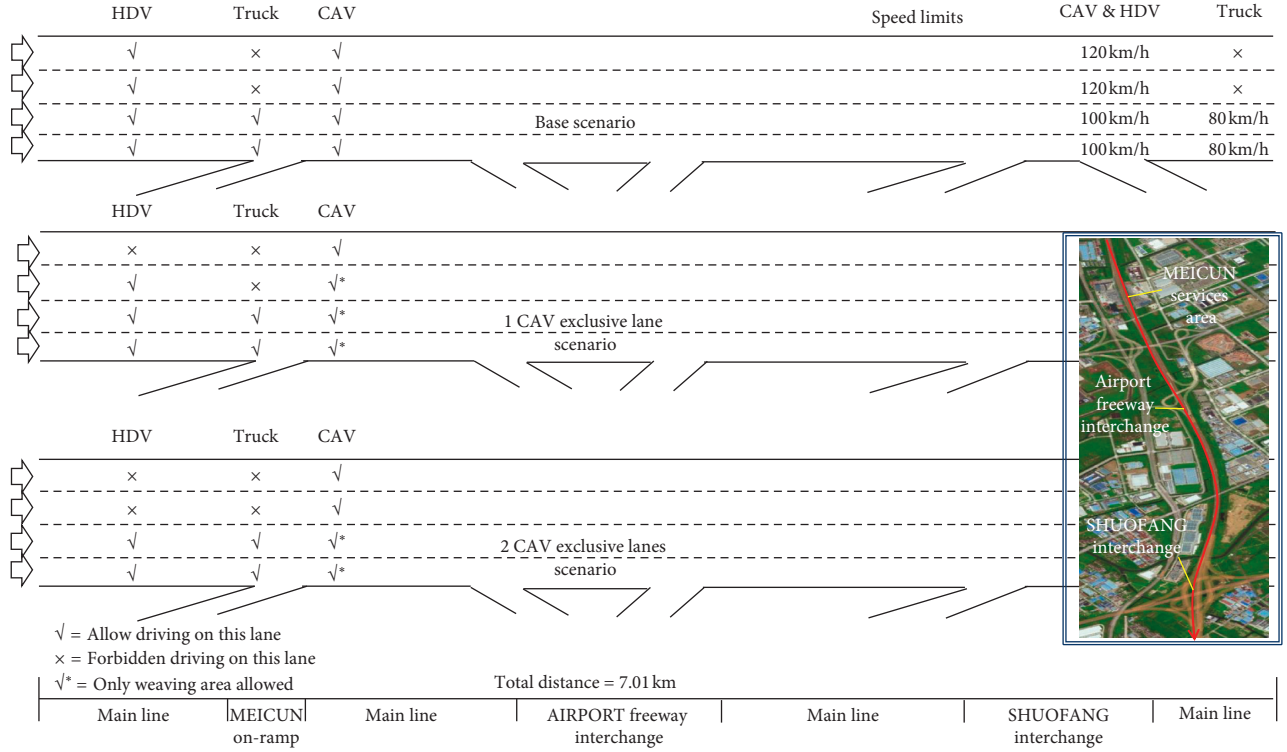 HDV Truck CAV Speed limits CAV & HDV Truck
√ × √ 120 km/h ×
√ × √ 120 km/h ×
√ √ √ Base scenario 100 km/h 80 km/h
√ √ √ 100 km/h 80 km/h
HDV Truck CAV
× × √
√ × √*
√ √ √* 1 CAV exclusive lane
√ √ √* scenario
HDV Truck CAV
× × √
× × √
√ √ √* 2 CAV exclusive lanes
√ √ √* scenario
MEICUN
services
area
Airport
freeway
interchange
SHUOFANG
interchange
√ = Allow driving on this lane
× = Forbidden driving on this lane
√* = Only weaving area allowed
Total distance = 7.01 km
Main line MEICUN Main line AIRPORT freeway Main line SHUOFANG Main line
on-ramp interchange interchange